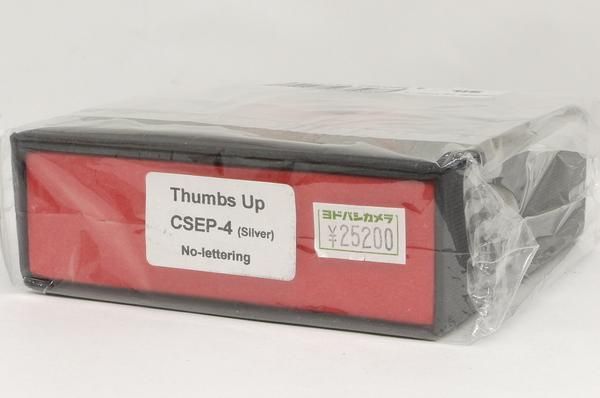 Thumbs Up
CSEP-4 (Silver)
No-lettering
ヨドバシカメラ
¥25200